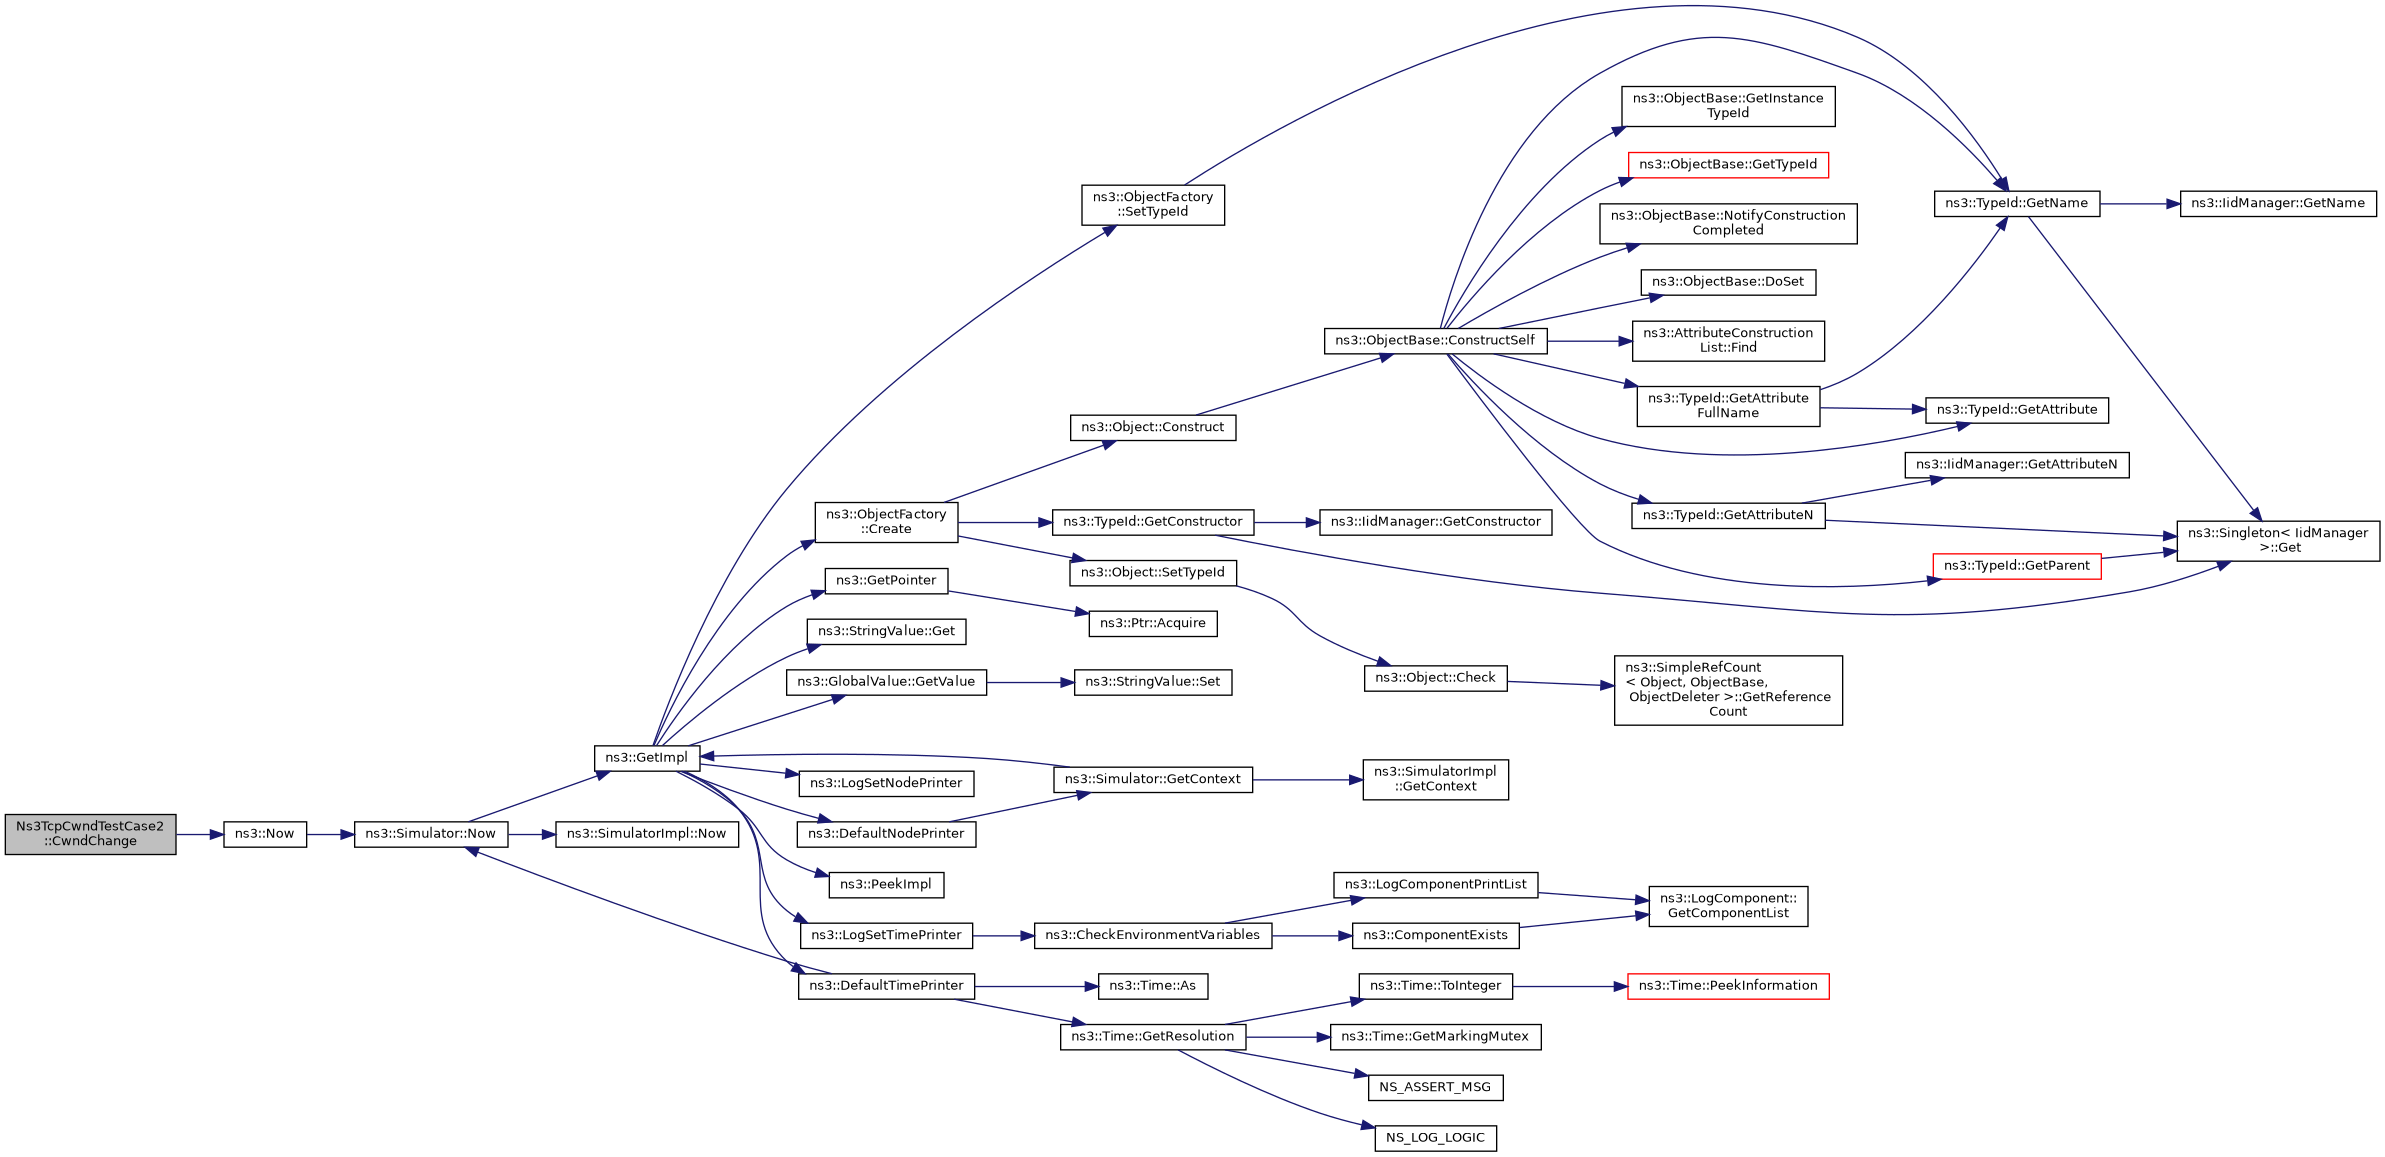 Ns3TcpCwndTestCase2
::CwndChange
ns3::Now
ns3::Simulator::Now
ns3::GetImpl
ns3::SimulatorImpl::Now
ns3::ObjectFactory
::SetTypeId
ns3::ObjectFactory
::Create
ns3::GetPointer
ns3::StringValue::Get
ns3::GlobalValue::GetValue
ns3::LogSetNodePrinter
ns3::DefaultNodePrinter
ns3::PeekImpl
ns3::LogSetTimePrinter
ns3::DefaultTimePrinter
ns3::Object::Construct
ns3::TypeId::GetConstructor
ns3::Object::SetTypeId
ns3::Ptr::Acquire
ns3::StringValue::Set
ns3::Simulator::GetContext
ns3::CheckEnvironmentVariables
ns3::Time::As
ns3::Time::GetResolution
ns3::ObjectBase::ConstructSelf
ns3::IidManager::GetConstructor
ns3::Object::Check
ns3::SimulatorImpl
::GetContext
ns3::LogComponentPrintList
ns3::ComponentExists
ns3::Time::ToInteger
ns3::Time::GetMarkingMutex
NS_ASSERT_MSG
NS_LOG_LOGIC
ns3::ObjectBase::GetInstance
TypeId
ns3::ObjectBase::GetTypeId
ns3::ObjectBase::NotifyConstruction
Completed
ns3::ObjectBase::DoSet
ns3::AttributeConstruction
List::Find
ns3::TypeId::GetAttribute
FullName
ns3::TypeId::GetAttributeN
ns3::SimpleRefCount
< Object, ObjectBase,
ObjectDeleter >::GetReference
Count
ns3::LogComponent::
GetComponentList
ns3::Time::PeekInformation
ns3::TypeId::GetName
ns3::TypeId::GetAttribute
ns3::IidManager::GetAttributeN
ns3::TypeId::GetParent
ns3::IidManager::GetName
ns3::Singleton< IidManager
>::Get